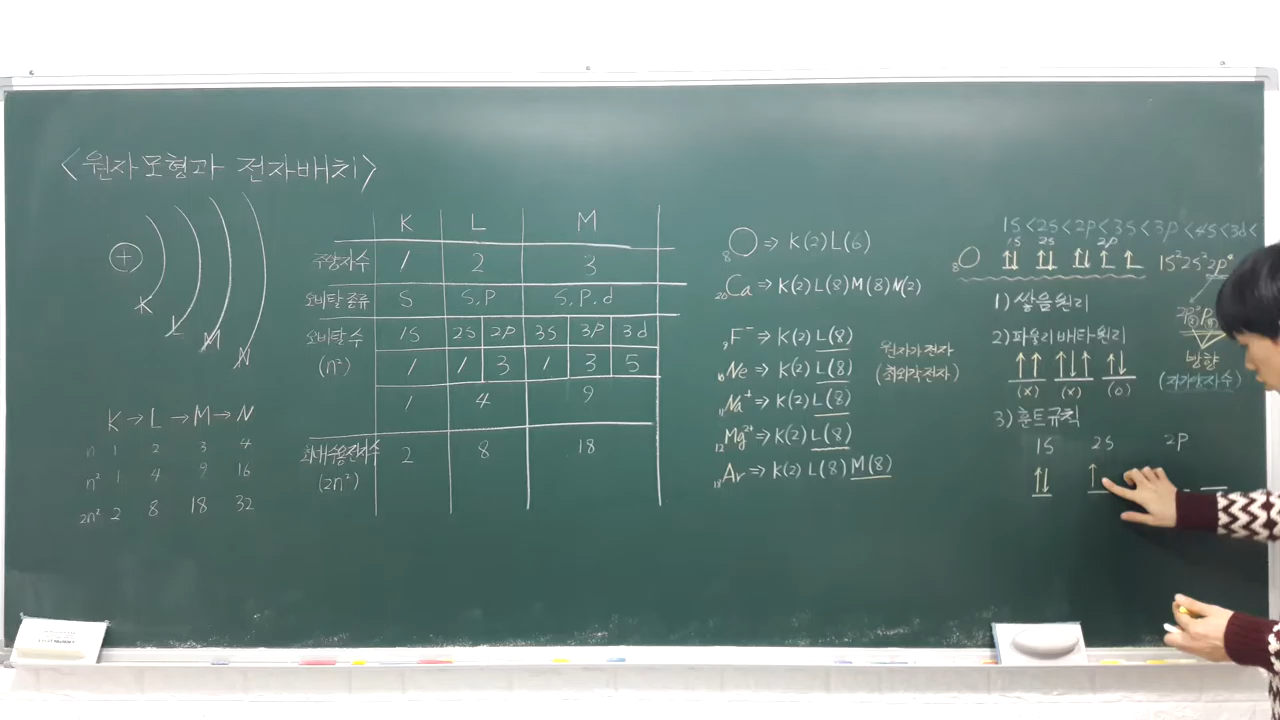 <원자모형과 전자배치>
+
K
L
M
N
K → L → M → N
n 1 2 3 4
n² 1 4 9 16
2n² 2 8 18 32
K L M
주양자수 1 2 3
오비탈 종류 S S, P S, P, d
오비탈 수 1S 2S 2P 3S 3P 3d
(n²) 1 1 3 1 3 5
1 4 9
최대수용전자수 2 8 18
(2n²)
₈O ⇒ K(2) L(6)
₂₀Ca ⇒ K(2) L(8) M(8) N(2)
₉F⁻ ⇒ K(2) L(8)
₁₀Ne ⇒ K(2) L(8)
₁₁Na⁺ ⇒ K(2) L(8)
₁₂Mg²⁺ ⇒ K(2) L(8)
₁₈Ar ⇒ K(2) L(8) M(8)
원자가 전자
(최외각전자)
1S < 2S < 2P < 3S < 3P < 4S < 3d <
1S 2S 2P
₈O ↑↓ ↑↓ ↑↓ ↑ ↑ 1S²2S²2P⁴
1) 쌓음원리
2) 파울리 배타원리
↑↑ ↑↓↑ ↑↓
(x) (x) (o)
방향
(자기양자수)
3) 훈트규칙
1S 2S 2P
↑↓ ↑